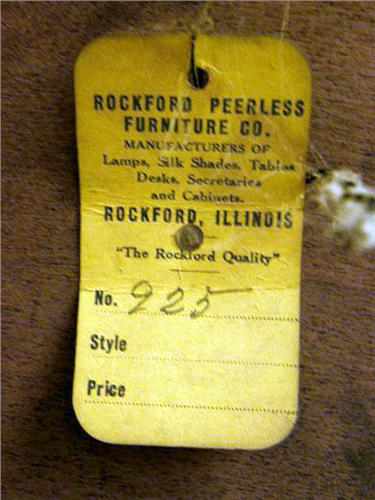 ROCKFORD PEERLESS
FURNITURE CO.
MANUFACTURERS OF
Lamps, Silk Shades, Tables
Desks, Secretaries
and Cabinets.
ROCKFORD, ILLINOIS
"The Rockford Quality"
No. 925
Style
Price